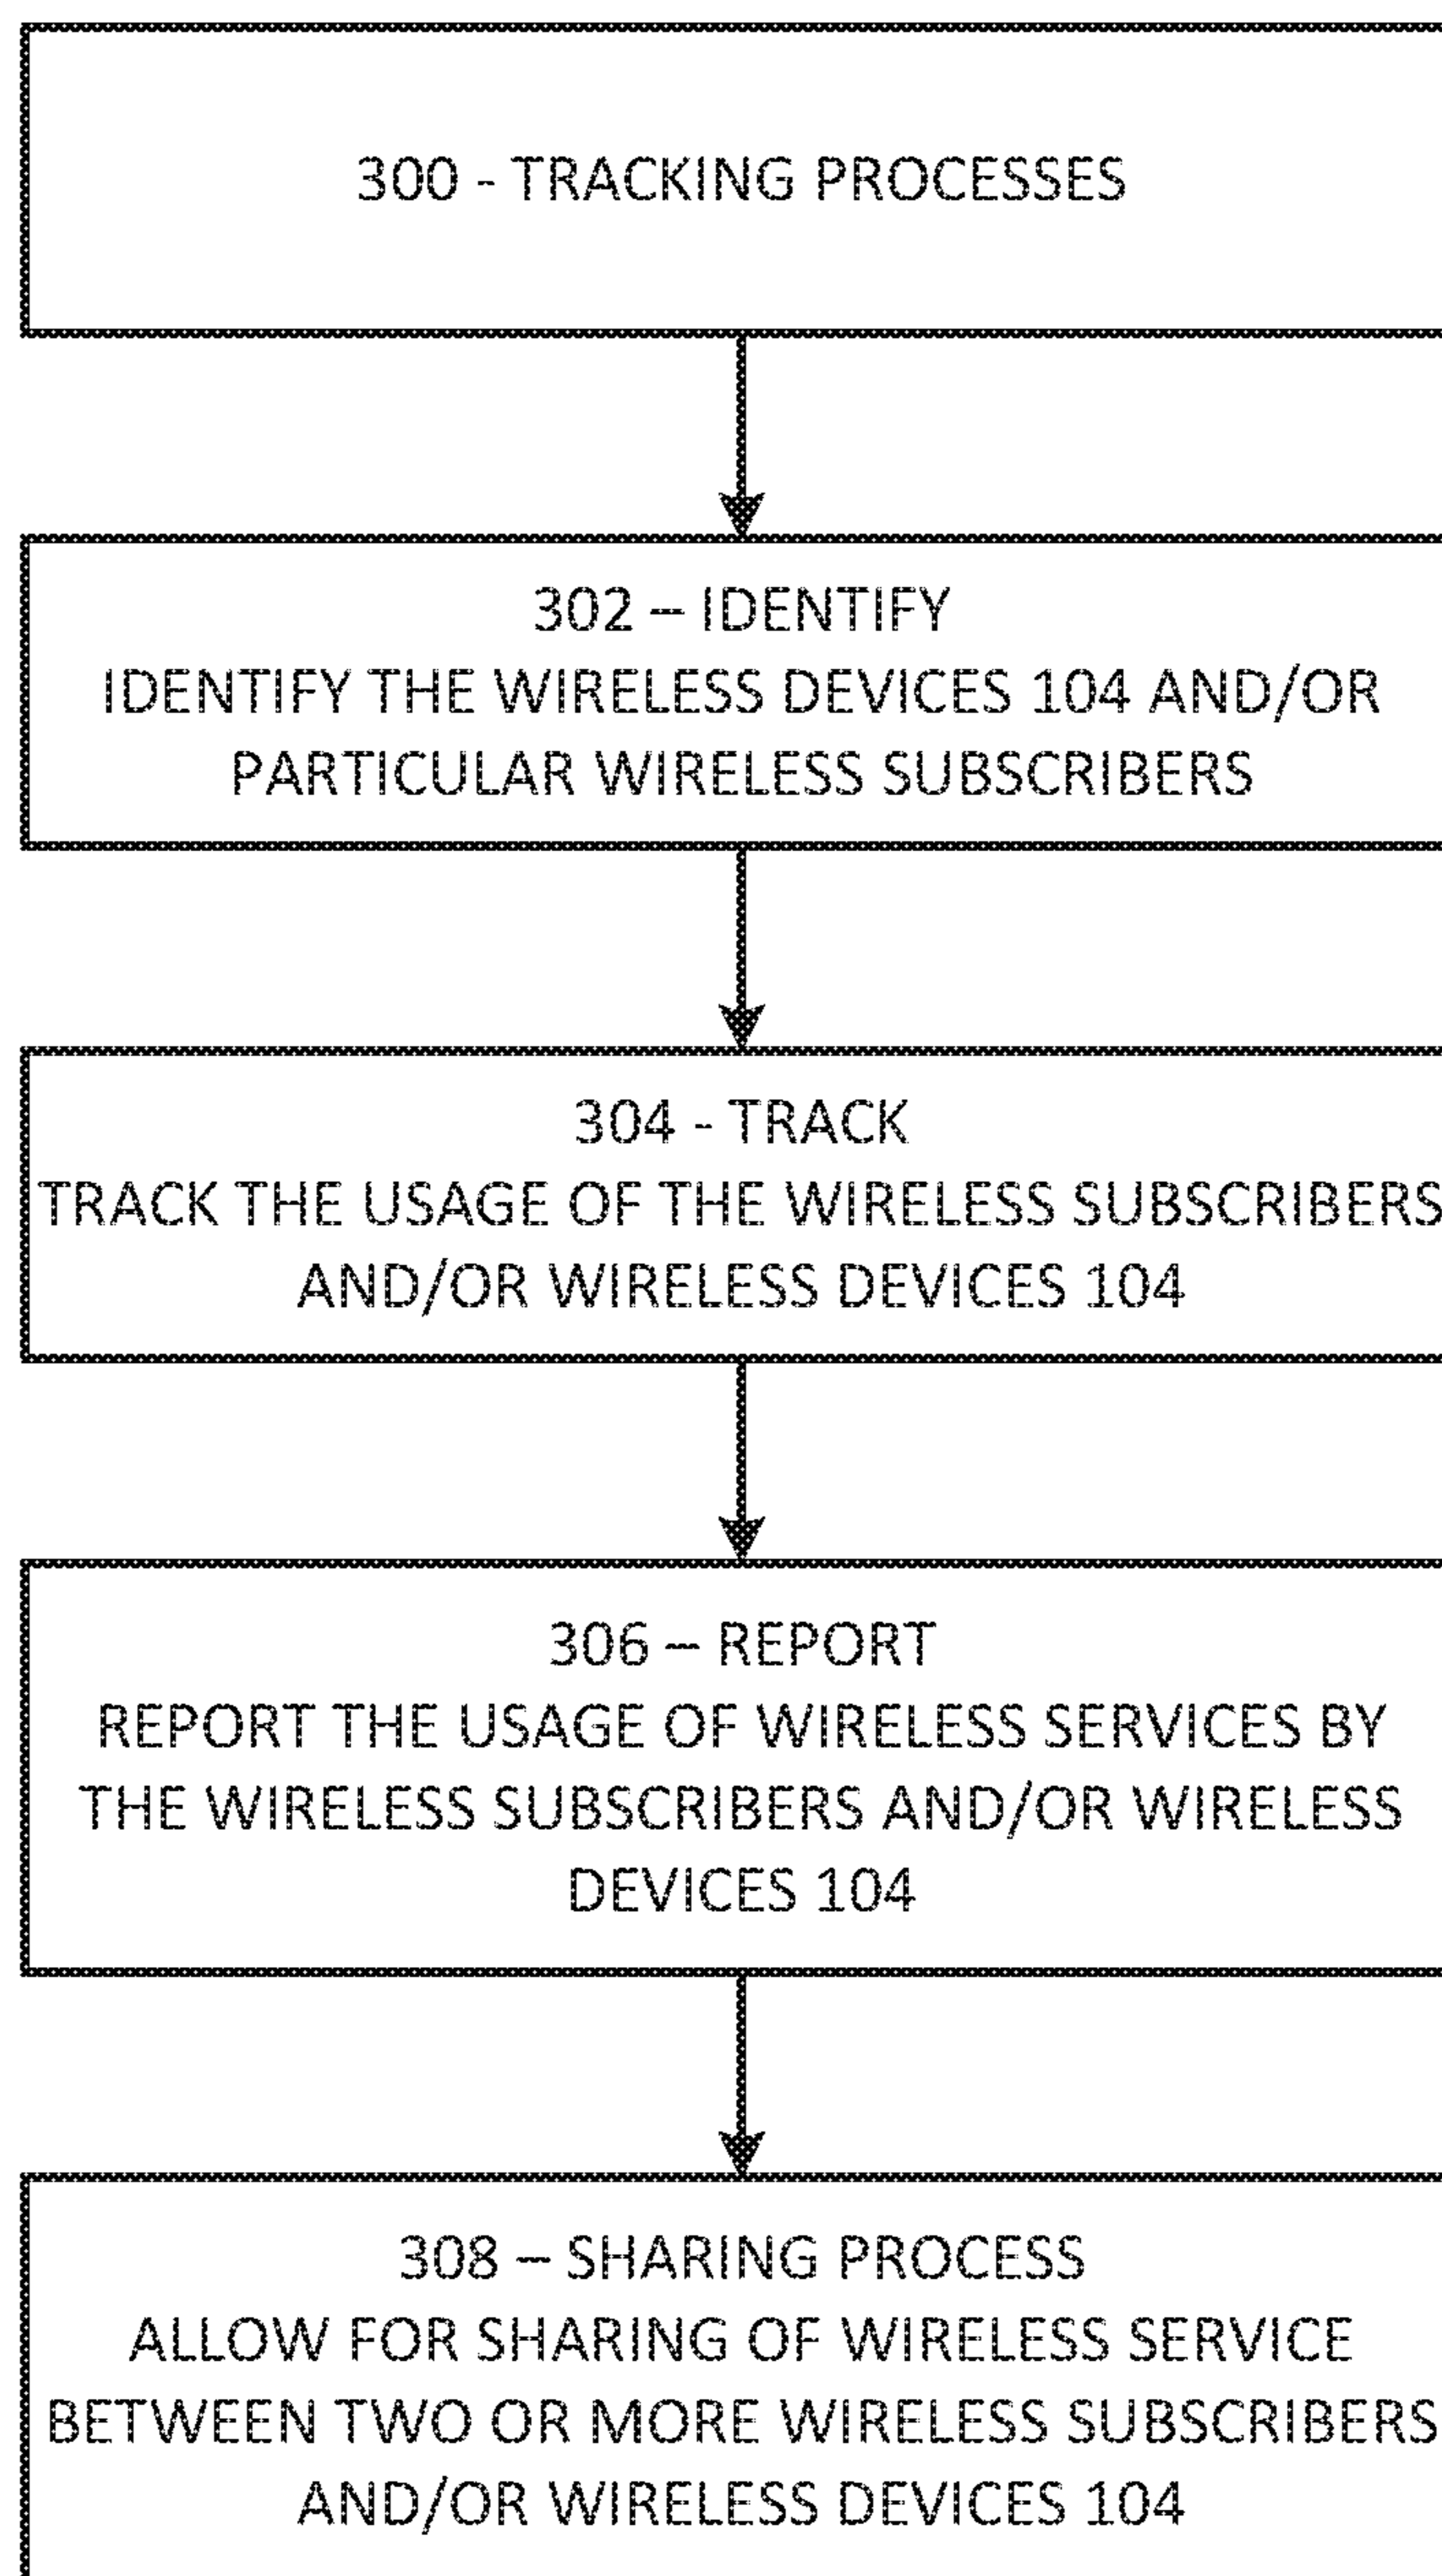 300 - TRACKING PROCESSES
302 – IDENTIFY
IDENTIFY THE WIRELESS DEVICES 104 AND/OR
PARTICULAR WIRELESS SUBSCRIBERS
304 - TRACK
TRACK THE USAGE OF THE WIRELESS SUBSCRIBERS
AND/OR WIRELESS DEVICES 104
306 – REPORT
REPORT THE USAGE OF WIRELESS SERVICES BY
THE WIRELESS SUBSCRIBERS AND/OR WIRELESS
DEVICES 104
308 – SHARING PROCESS
ALLOW FOR SHARING OF WIRELESS SERVICE
BETWEEN TWO OR MORE WIRELESS SUBSCRIBERS
AND/OR WIRELESS DEVICES 104